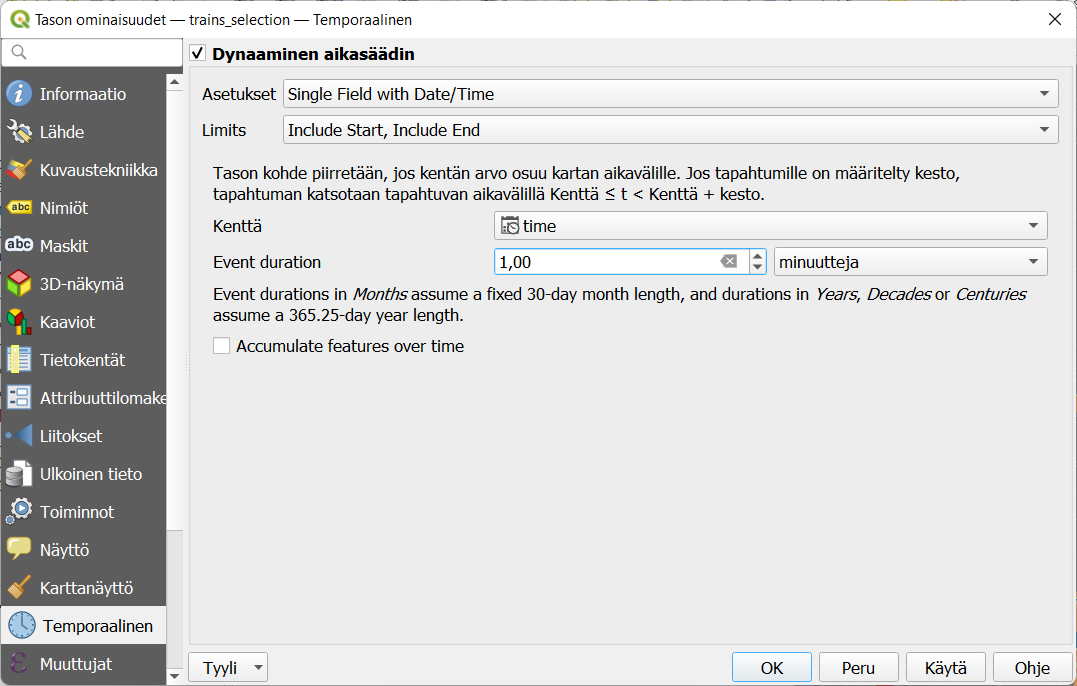 Tason ominaisuudet — trains_selection — Temporaalinen
Informaatio
Lähde
Kuvaustekniikka
abc Nimiöt
abc Maskit
3D-näkymä
Kaaviot
Tietokentät
Attribuuttilomake
Liitokset
Ulkoinen tieto
Toiminnot
Näyttö
Karttanäyttö
Temporaalinen
Muuttujat
Dynaaminen aikasäädin
Asetukset Single Field with Date/Time
Limits Include Start, Include End
Tason kohde piirretään, jos kentän arvo osuu kartan aikavälille. Jos tapahtumille on määritelty kesto,
tapahtuman katsotaan tapahtuvan aikavälillä Kenttä ≤ t < Kenttä + kesto.
Kenttä time
Event duration 1,00 minuutteja
Event durations in Months assume a fixed 30-day month length, and durations in Years, Decades or Centuries
assume a 365.25-day year length.
Accumulate features over time
Tyyli OK Peru Käytä Ohje